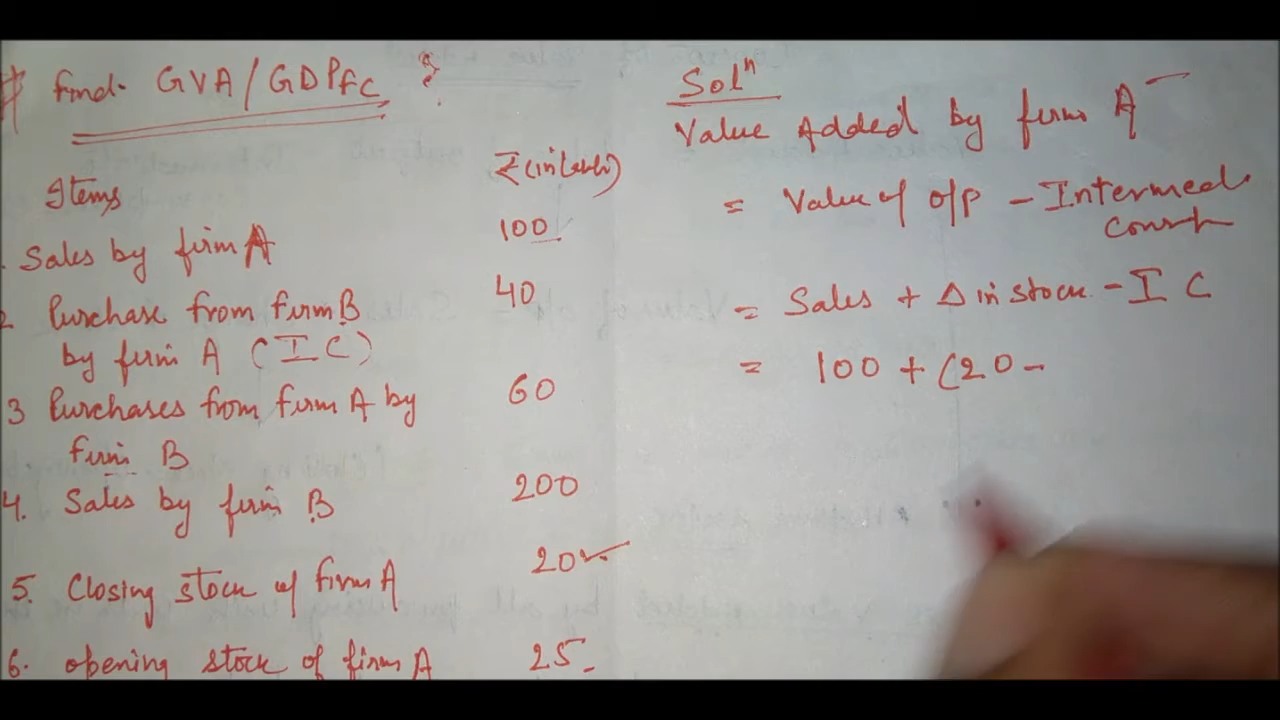 # Find. GVA/GDPFC ?
Items ₹(in lakh)
1. Sales by firm A 100
2 Purchase from firm B 40
by firm A (IC)
3 Purchases from firm A by 60
firm B
4. Sales by firm B 200
5. Closing stock of firm A 20
6. opening stock of firm A 25
Solⁿ
Value Added by firm A
= Value of o/p - Intermed
= Sales + Δ in stock - I C
= 100 + (20 -